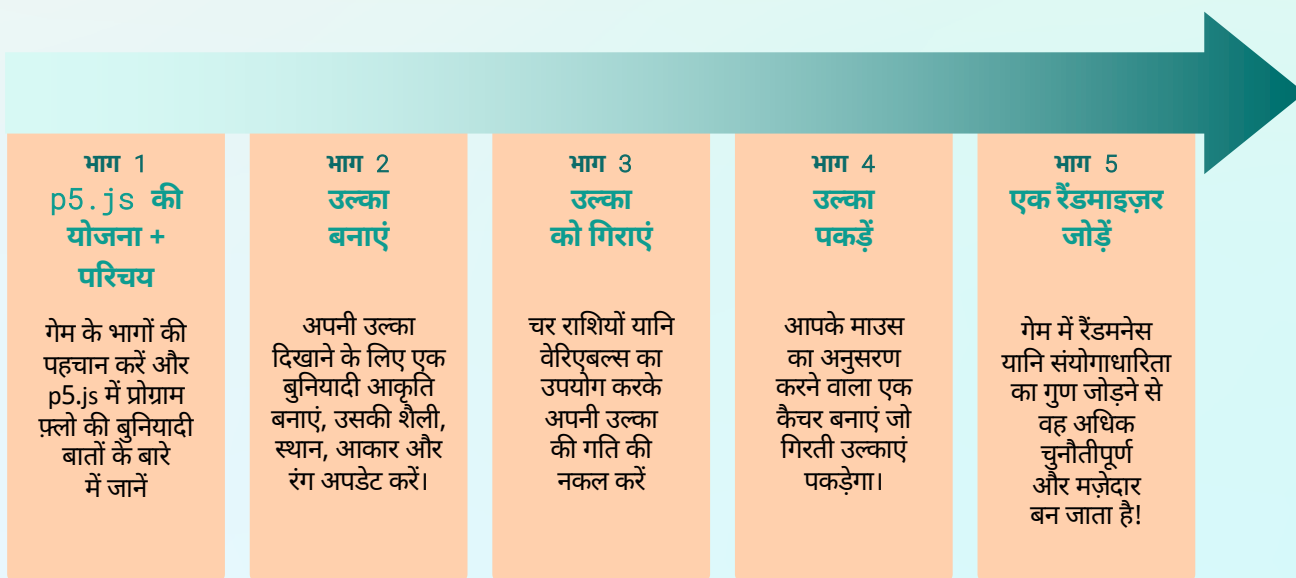 भाग 1
p5.js की
योजना +
परिचय
गेम के भागों की
पहचान करें और
p5.js में प्रोग्राम
फ़्लो की बुनियादी
बातों के बारे
में जानें
भाग 2
उल्का
बनाएं
अपनी उल्का
दिखाने के लिए एक
बुनियादी आकृति
बनाएं, उसकी शैली,
स्थान, आकार और
रंग अपडेट करें।
भाग 3
उल्का
को गिराएं
चर राशियों यानि
वेरिएबल्स का
उपयोग करके
अपनी उल्का
की गति की
नकल करें
भाग 4
उल्का
पकड़ें
आपके माउस
का अनुसरण
करने वाला एक
कैचर बनाएं जो
गिरती उल्काएं
पकड़ेगा।
भाग 5
एक रैंडमाइज़र
जोड़ें
गेम में रैंडमनेस
यानि संयोगाधारिता
का गुण जोड़ने से
वह अधिक
चुनौतीपूर्ण
और मज़ेदार
बन जाता है!